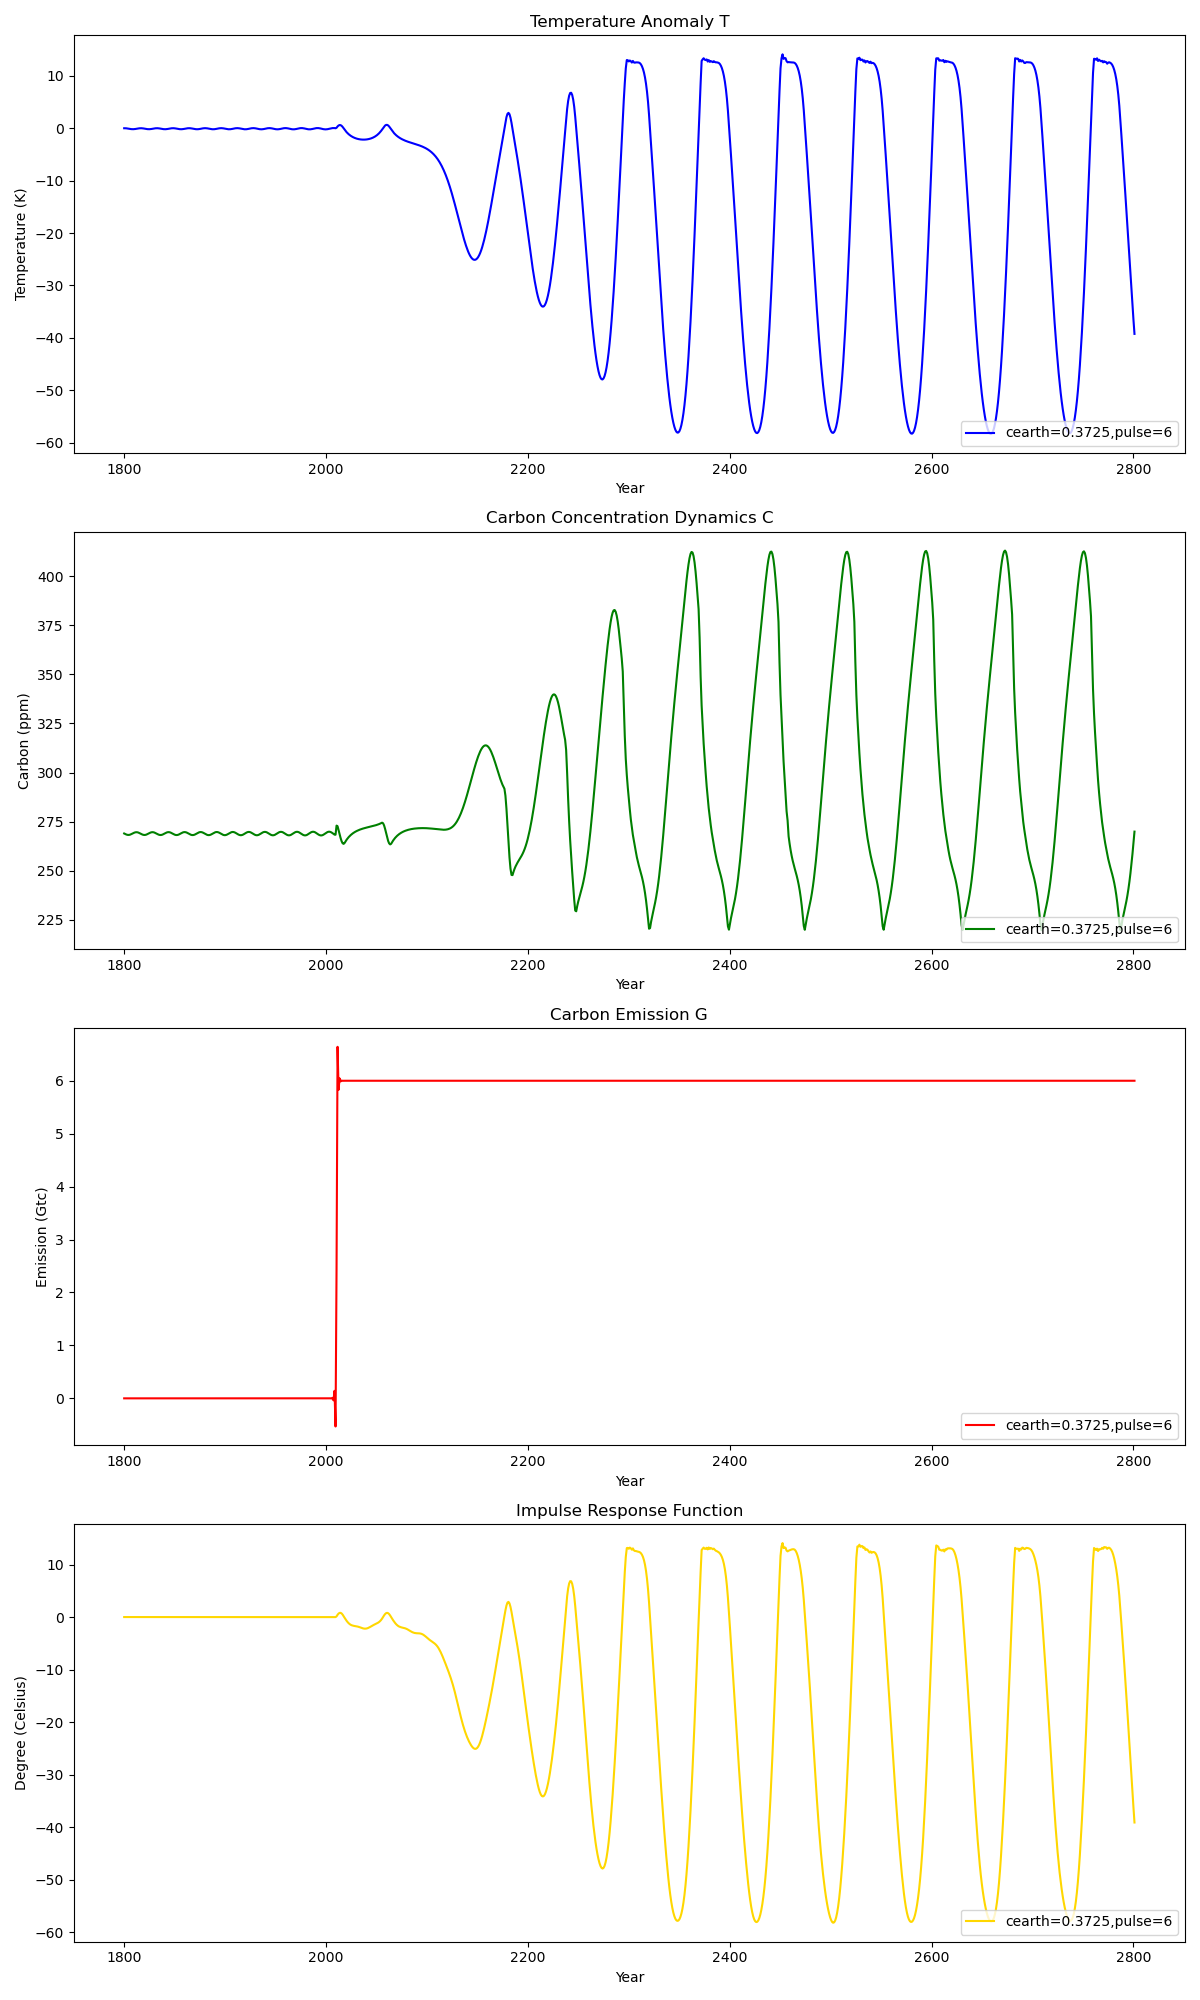 Temperature Anomaly T
10
0
−10
−20
−30
−40
−50
−60
Temperature (K)
cearth=0.3725,pulse=6
1800 2000 2200 2400 2600 2800
Year
Carbon Concentration Dynamics C
400
375
350
325
300
275
250
225
Carbon (ppm)
cearth=0.3725,pulse=6
1800 2000 2200 2400 2600 2800
Year
Carbon Emission G
6
5
4
3
2
1
0
Emission (Gtc)
cearth=0.3725,pulse=6
1800 2000 2200 2400 2600 2800
Year
Impulse Response Function
10
0
−10
−20
−30
−40
−50
−60
Degree (Celsius)
cearth=0.3725,pulse=6
1800 2000 2200 2400 2600 2800
Year